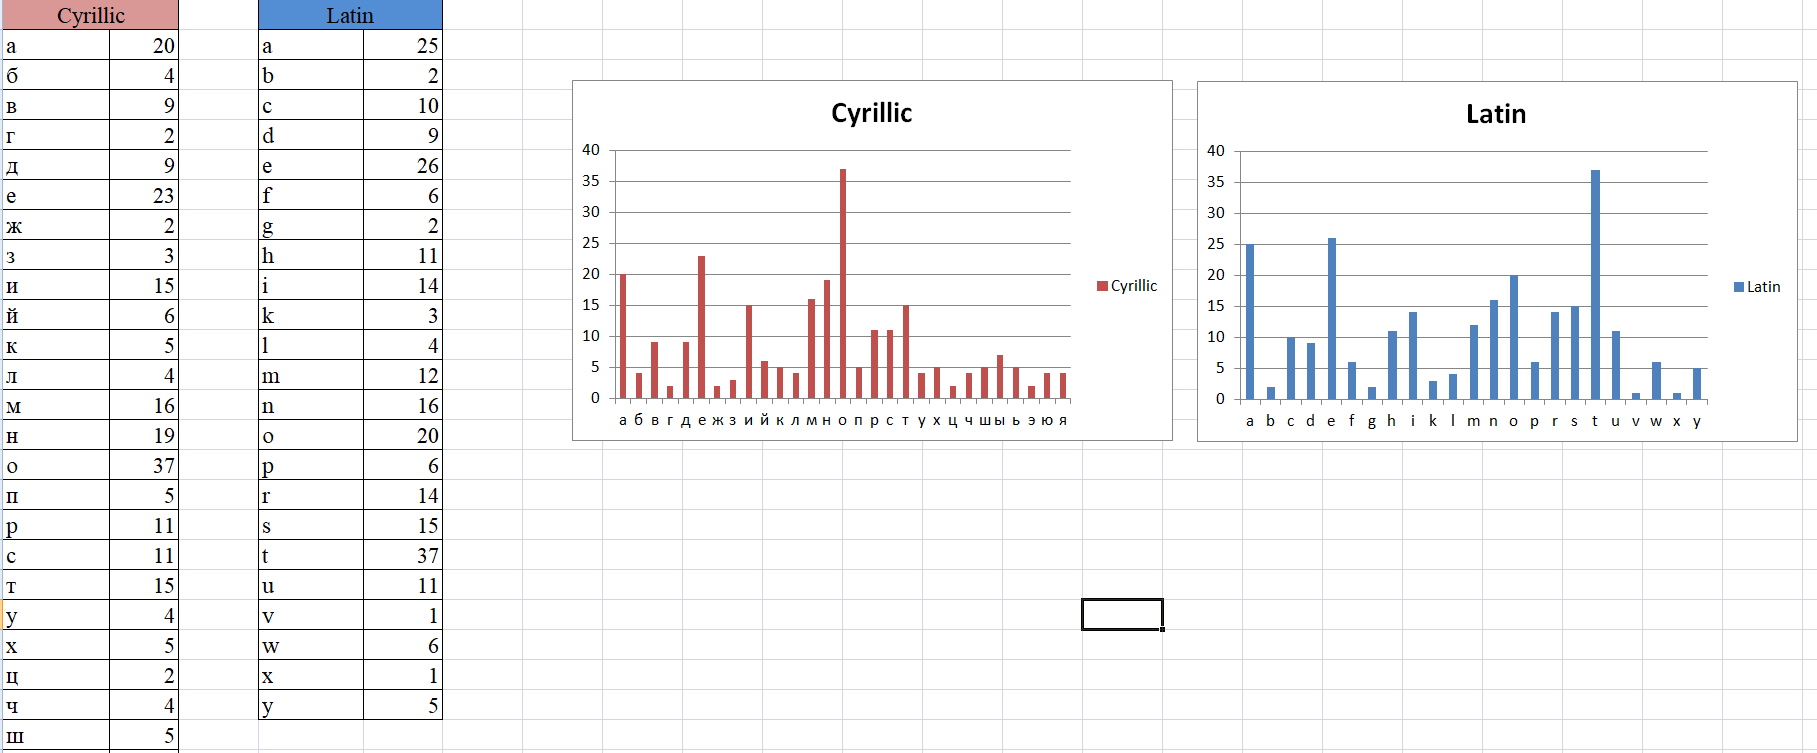 Cyrillic Latin
а 20 a 25
б 4 b 2
в 9 c 10
г 2 d 9
д 9 e 26
е 23 f 6
ж 2 g 2
з 3 h 11
и 15 i 14
й 6 k 3
к 5 l 4
л 4 m 12
м 16 n 16
н 19 o 20
о 37 p 6
п 5 r 14
р 11 s 15
с 11 t 37
т 15 u 11
у 4 v 1
х 5 w 6
ц 2 x 1
ч 4 y 5
ш 5
Cyrillic
40
35
30
25
20
15
10
5
0
а б в г д е ж з и й к л м н о п р с т у х ц ч ш ы ь э ю я
Cyrillic
Latin
40
35
30
25
20
15
10
5
0
a b c d e f g h i k l m n o p r s t u v w x y
Latin